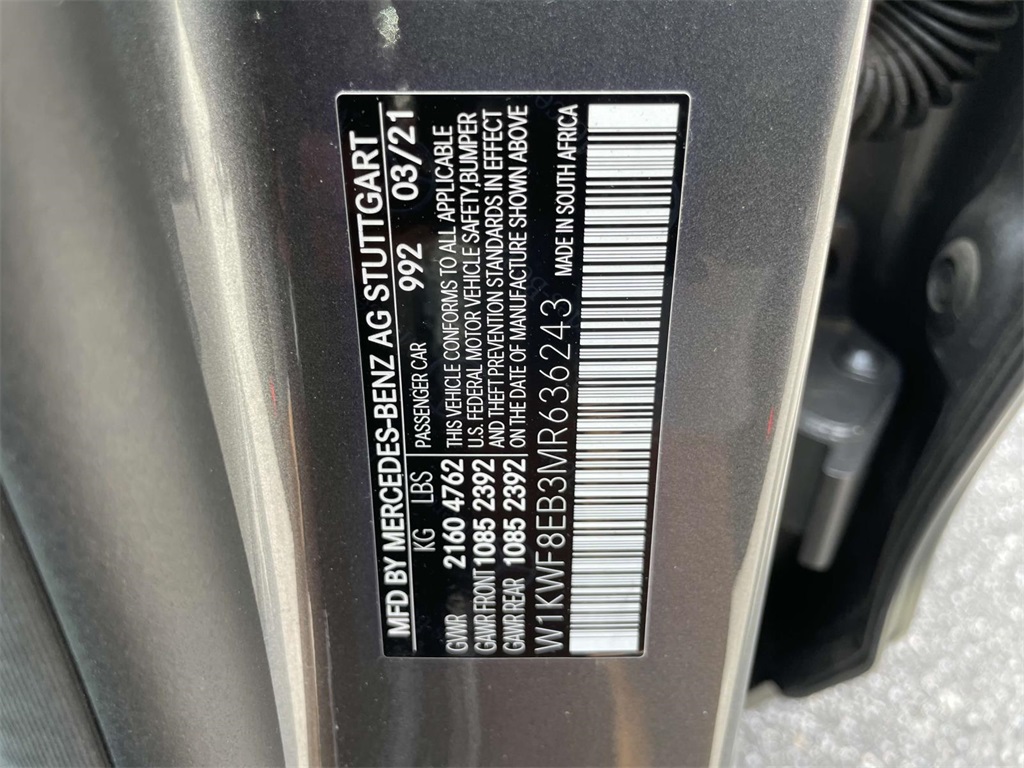 MFD BY MERCEDES-BENZ AG STUTTGART
KG LBS PASSENGER CAR 992 03/21
GVWR 2160 4762 THIS VEHICLE CONFORMS TO ALL APPLICABLE
GAWR FRONT 1085 2392 U.S. FEDERAL MOTOR VEHICLE SAFETY,BUMPER
GAWR REAR 1085 2392 AND THEFT PREVENTION STANDARDS IN EFFECT
ON THE DATE OF MANUFACTURE SHOWN ABOVE
W1KWF8EB3MR636243 MADE IN SOUTH AFRICA